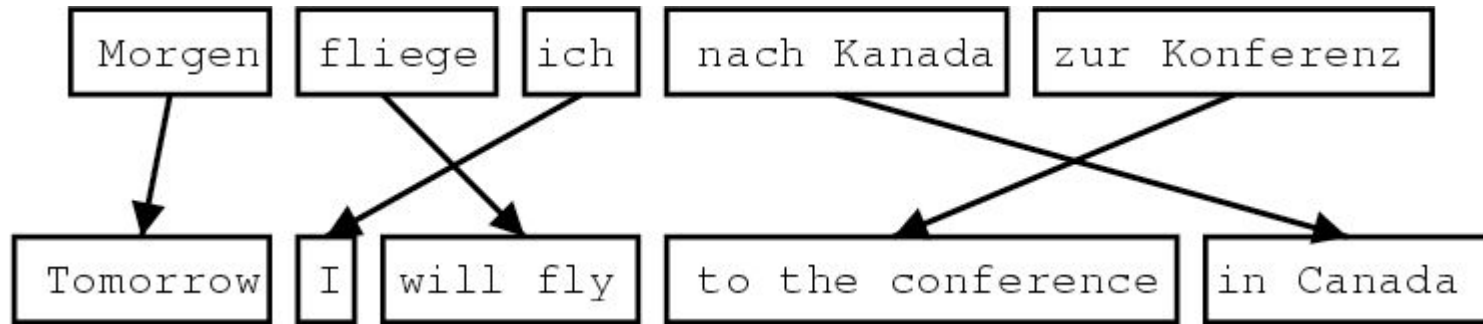 Morgen fliege ich nach Kanada zur Konferenz
Tomorrow I will fly to the conference in Canada